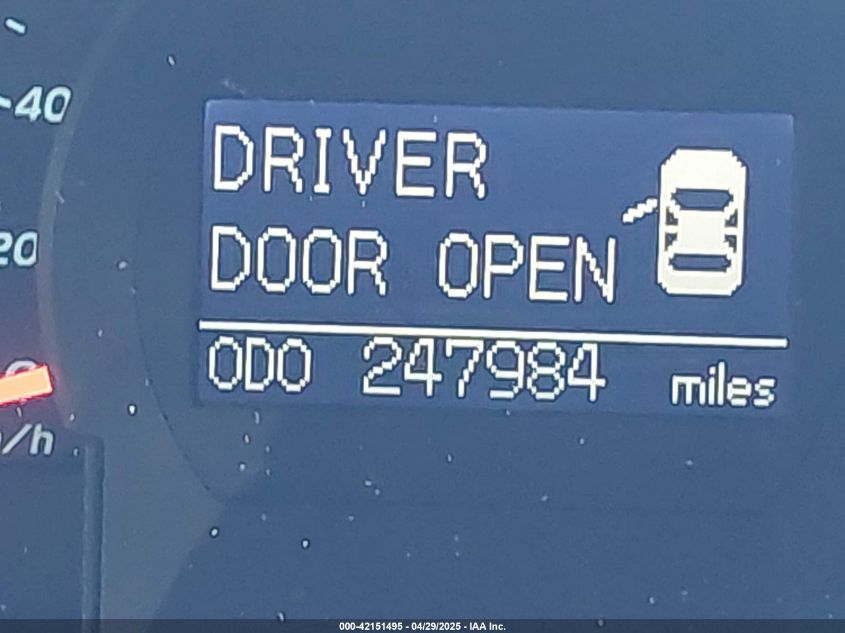 40
20
/h
DRIVER
DOOR OPEN
ODO 247984 miles
000-42151495 - 04/29/2025 - IAA Inc.